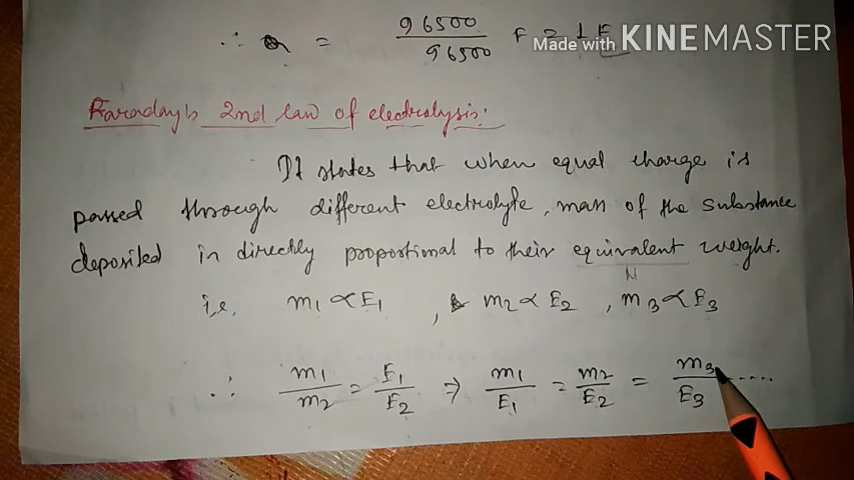 ∴ Q = 96500/96500 F = 1 F
Made with KINEMASTER
Faraday's 2nd law of electrolysis:
It states that when equal charge is
passed through different electrolyte, mass of the substance
deposited is directly proportional to their equivalent weight.
i.e. m1 ∝ E1 , m2 ∝ E2 , m3 ∝ E3
∴ m1/m2 = E1/E2 ⇒ m1/E1 = m2/E2 = m3/E3 .....